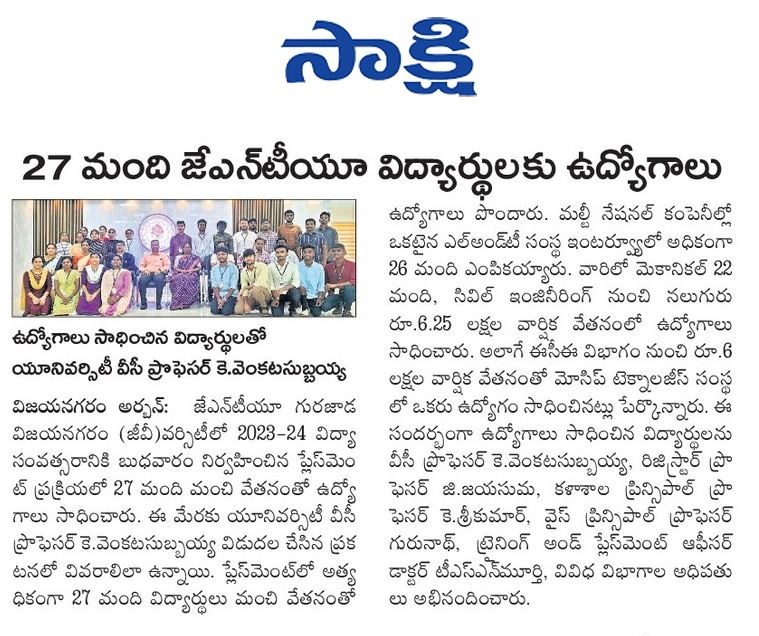 సాక్షి
27 మంది జేఎన్‌టీయూ విద్యార్థులకు ఉద్యోగాలు
ఉద్యోగాలు సాధించిన విద్యార్థులతో
యూనివర్సిటీ వీసీ ప్రొఫెసర్ కె.వెంకటసుబ్బయ్య
విజయనగరం అర్బన్: జేఎన్‌టీయూ గురజాడ
విజయనగరం (జీవీ)వర్సిటీలో 2023-24 విద్యా
సంవత్సరానికి బుధవారం నిర్వహించిన ప్లేస్‌మెం
ట్ ప్రక్రియలో 27 మంది మంచి వేతనంతో ఉద్యో
గాలు సాధించారు. ఈ మేరకు యూనివర్సిటీ వీసీ
ప్రొఫెసర్ కె.వెంకటసుబ్బయ్య విడుదల చేసిన ప్రక
టనలో వివరాలిలా ఉన్నాయి. ప్లేస్‌మెంట్‌లో అత్య
ధికంగా 27 మంది విద్యార్థులు మంచి వేతనంతో
ఉద్యోగాలు పొందారు. మల్టీ నేషనల్ కంపెనీల్లో
ఒకటైన ఎల్అండ్‌టీ సంస్థ ఇంటర్వ్యూలో అధికంగా
26 మంది ఎంపికయ్యారు. వారిలో మెకానికల్ 22
మంది, సివిల్ ఇంజినీరింగ్ నుంచి నలుగురు
రూ.6.25 లక్షల వార్షిక వేతనంలో ఉద్యోగాలు
సాధించారు. అలాగే ఈసీఈ విభాగం నుంచి రూ.6
లక్షల వార్షిక వేతనంతో మోసిప్ టెక్నాలజీస్ సంస్థ
లో ఒకరు ఉద్యోగం సాధించినట్లు పేర్కొన్నారు. ఈ
సందర్భంగా ఉద్యోగాలు సాధించిన విద్యార్థులను
వీసీ ప్రొఫెసర్ కె.వెంకటసుబ్బయ్య, రిజిస్ట్రార్ ప్రొ
ఫెసర్ జి.జయసుమ, కళాశాల ప్రిన్సిపాల్ ప్రొ
ఫెసర్ కె.శ్రీకుమార్, వైస్ ప్రిన్సిపాల్ ప్రొఫెసర్
గురునాథ్, ట్రైనింగ్ అండ్ ప్లేస్‌మెంట్ ఆఫీసర్
డాక్టర్ టీఎస్ఎన్‌మూర్తి, వివిధ విభాగాల అధిపతు
లు అభినందించారు.